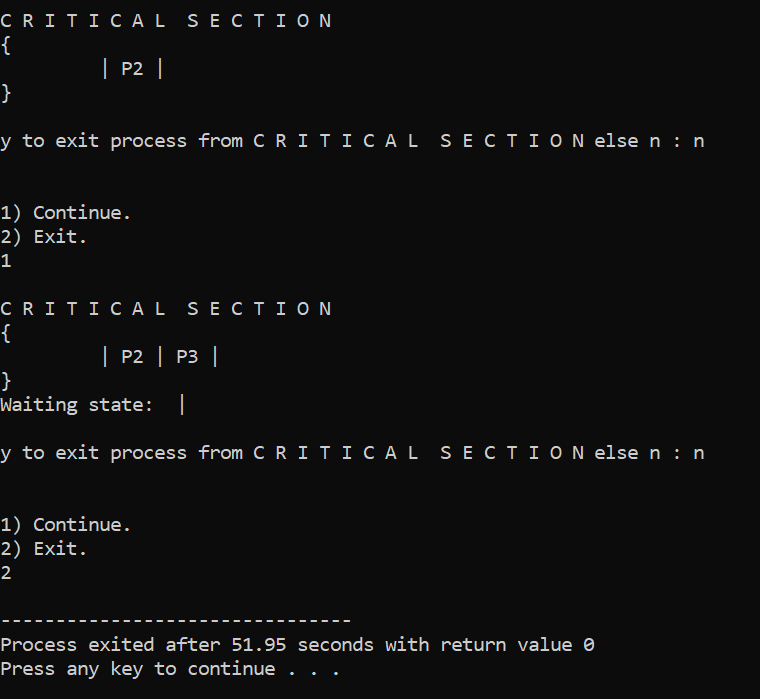 C R I T I C A L  S E C T I O N
{
| P2 |
}
y to exit process from C R I T I C A L  S E C T I O N else n : n
1) Continue.
2) Exit.
1
C R I T I C A L  S E C T I O N
{
| P2 | P3 |
}
Waiting state:  |
y to exit process from C R I T I C A L  S E C T I O N else n : n
1) Continue.
2) Exit.
2
--------------------------------
Process exited after 51.95 seconds with return value 0
Press any key to continue . . .